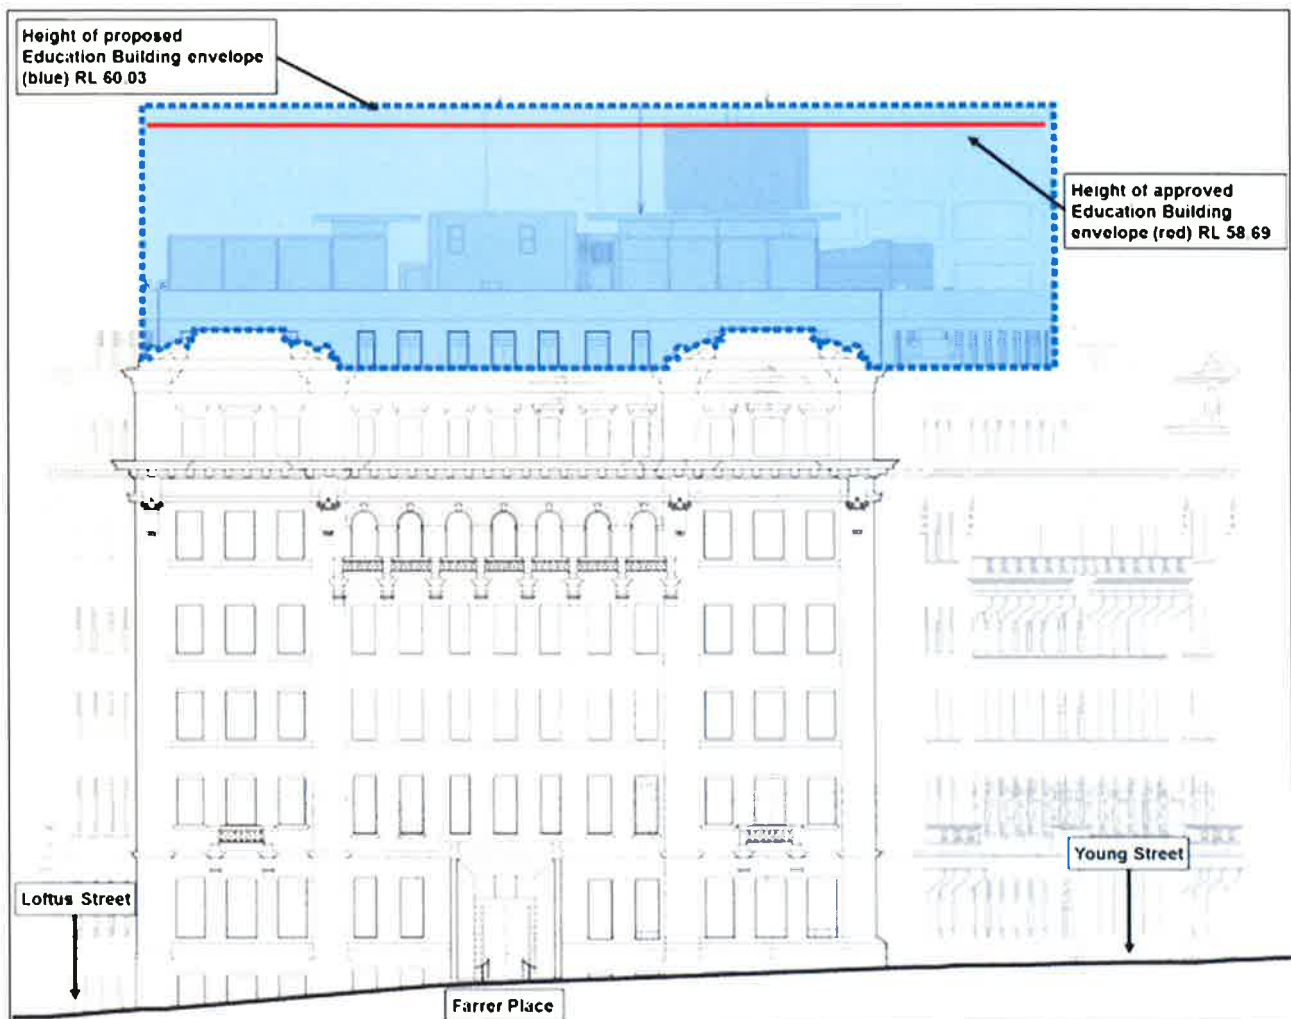 Height of proposed
Education Building envelope
(blue) RL 60.03
Height of approved
Education Building
envelope (red) RL 58.69
Young Street
Loftus Street
Farrer Place